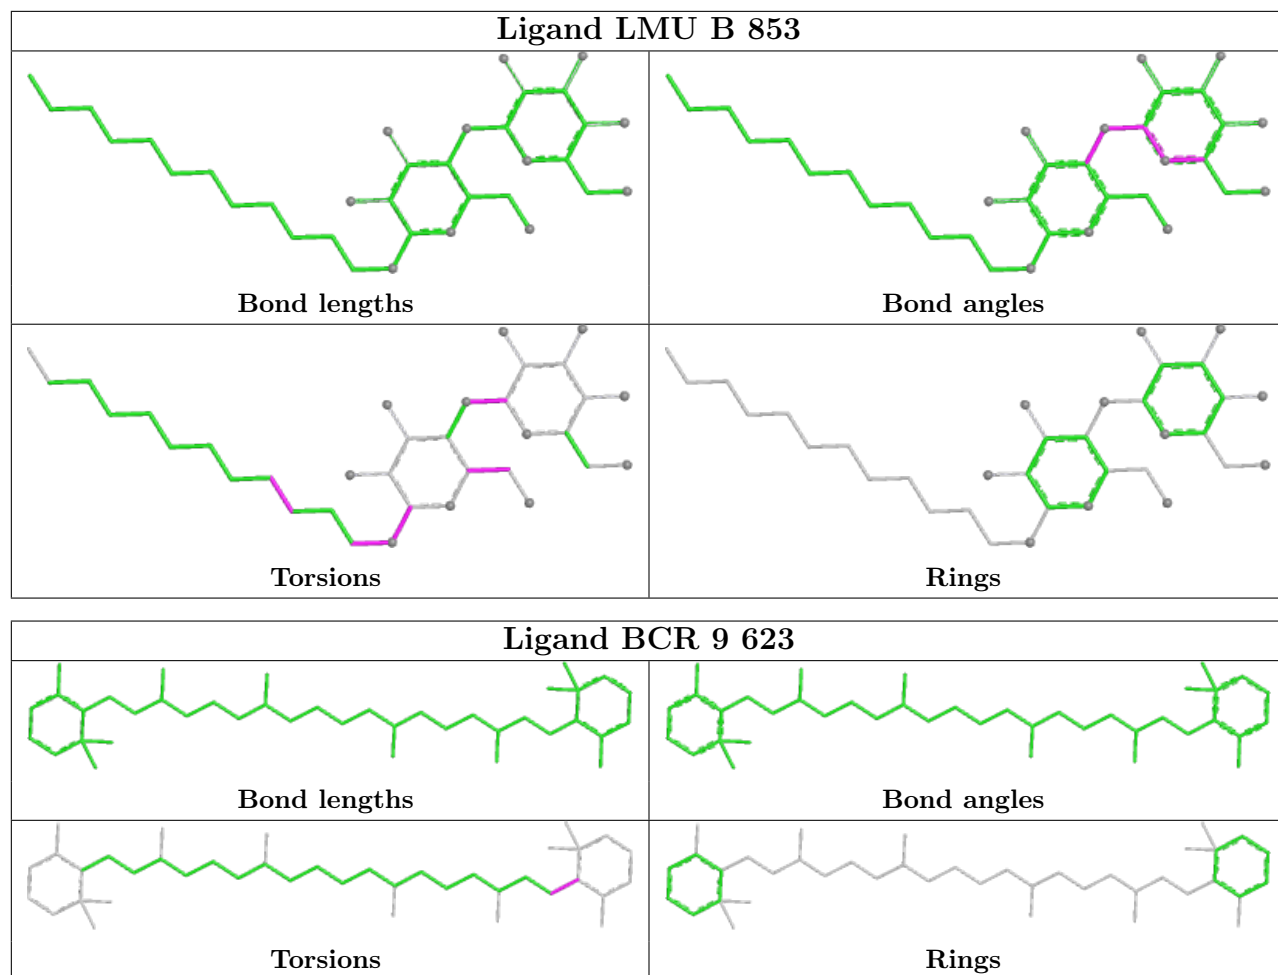 Ligand LMU B 853
Bond lengths
Bond angles
Torsions
Rings
Ligand BCR 9 623
Bond lengths
Bond angles
Torsions
Rings